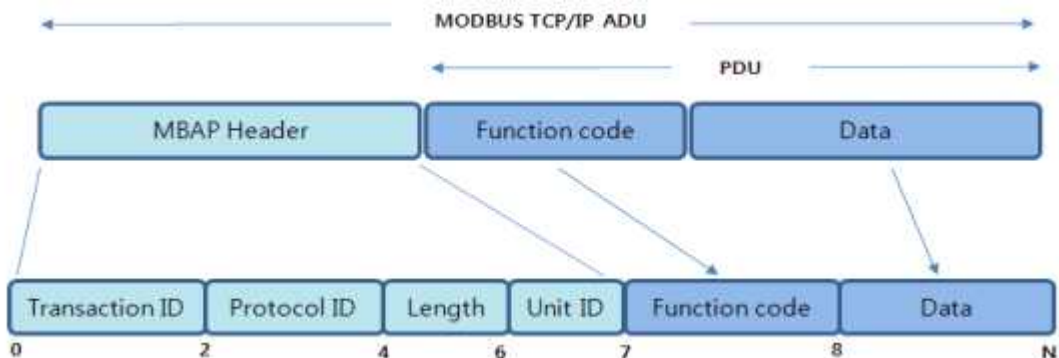 MODBUS TCP/IP ADU
PDU
MBAP Header Function code Data
Transaction ID Protocol ID Length Unit ID Function code Data
0 2 4 6 7 8 N